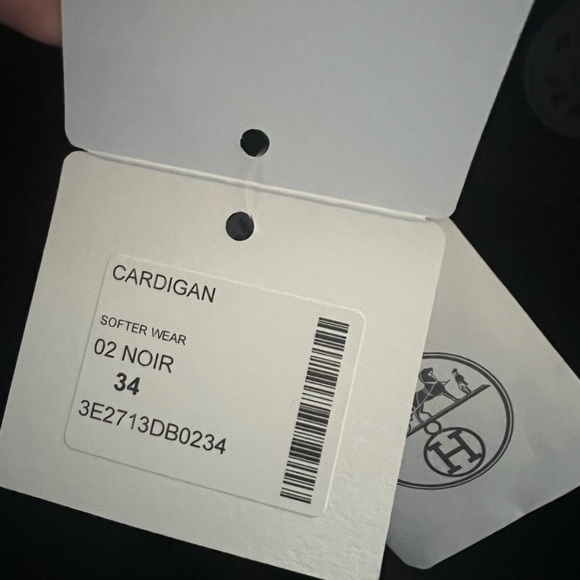 CARDIGAN
SOFTER WEAR
02 NOIR
34
3E2713DB0234
H